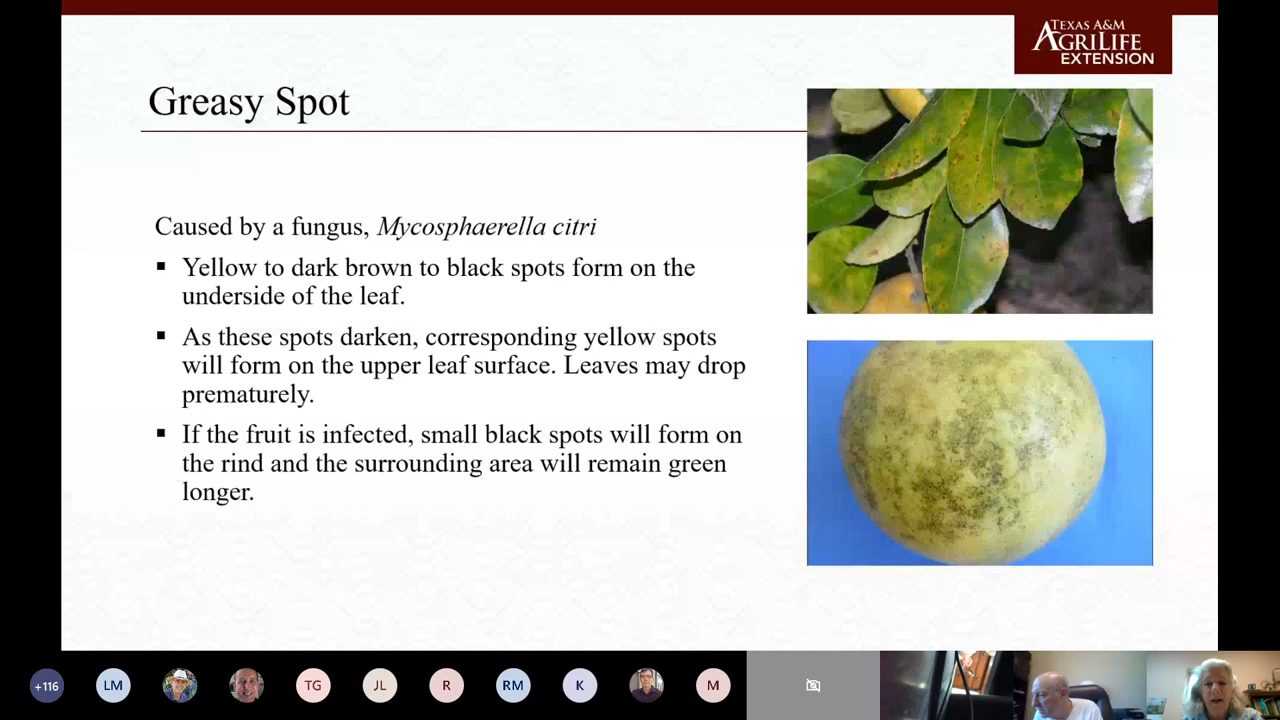 TEXAS A&M
AGRILIFE
EXTENSION
Greasy Spot
Caused by a fungus, Mycosphaerella citri
▪ Yellow to dark brown to black spots form on the
underside of the leaf.
▪ As these spots darken, corresponding yellow spots
will form on the upper leaf surface. Leaves may drop
prematurely.
▪ If the fruit is infected, small black spots will form on
the rind and the surrounding area will remain green
longer.
+116
LM
TG
JL
R
RM
K
M